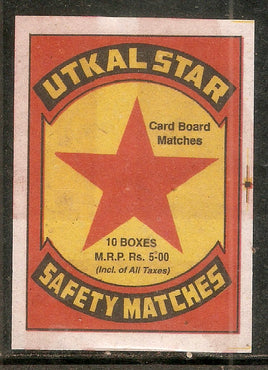 UTKAL STAR
Card Board
Matches
10 BOXES
M.R.P. Rs. 5-00
(Incl. of All Taxes)
SAFETY MATCHES